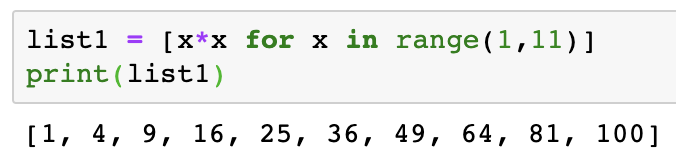 list1 = [x*x for x in range(1,11)]
print(list1)
[1, 4, 9, 16, 25, 36, 49, 64, 81, 100]